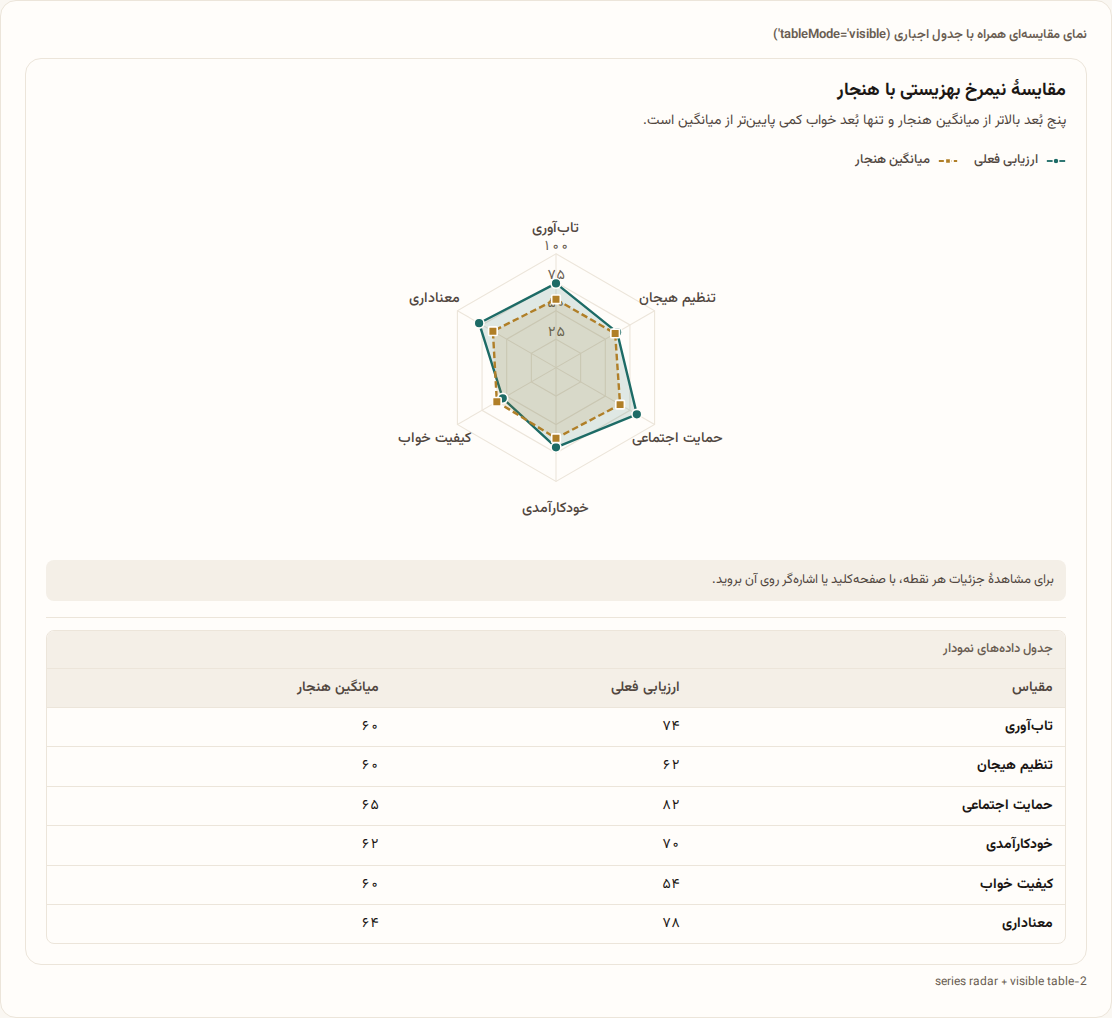 نمای مقایسه‌ای همراه با جدول اجباری (tableMode='visible')
مقایسهٔ نیمرخ بهزیستی با هنجار
پنج بُعد بالاتر از میانگین هنجار و تنها بُعد خواب کمی پایین‌تر از میانگین است.
ارزیابی فعلی میانگین هنجار
تاب‌آوری
۱۰۰
۷۵
۵۰
۲۵
تنظیم هیجان
معناداری
حمایت اجتماعی
کیفیت خواب
خودکارآمدی
برای مشاهدهٔ جزئیات هر نقطه، با صفحه‌کلید یا اشاره‌گر روی آن بروید.
جدول داده‌های نمودار
مقیاس ارزیابی فعلی میانگین هنجار
تاب‌آوری ۷۴ ۶۰
تنظیم هیجان ۶۲ ۶۰
حمایت اجتماعی ۸۲ ۶۵
خودکارآمدی ۷۰ ۶۲
کیفیت خواب ۵۴ ۶۰
معناداری ۷۸ ۶۴
series radar + visible table-2